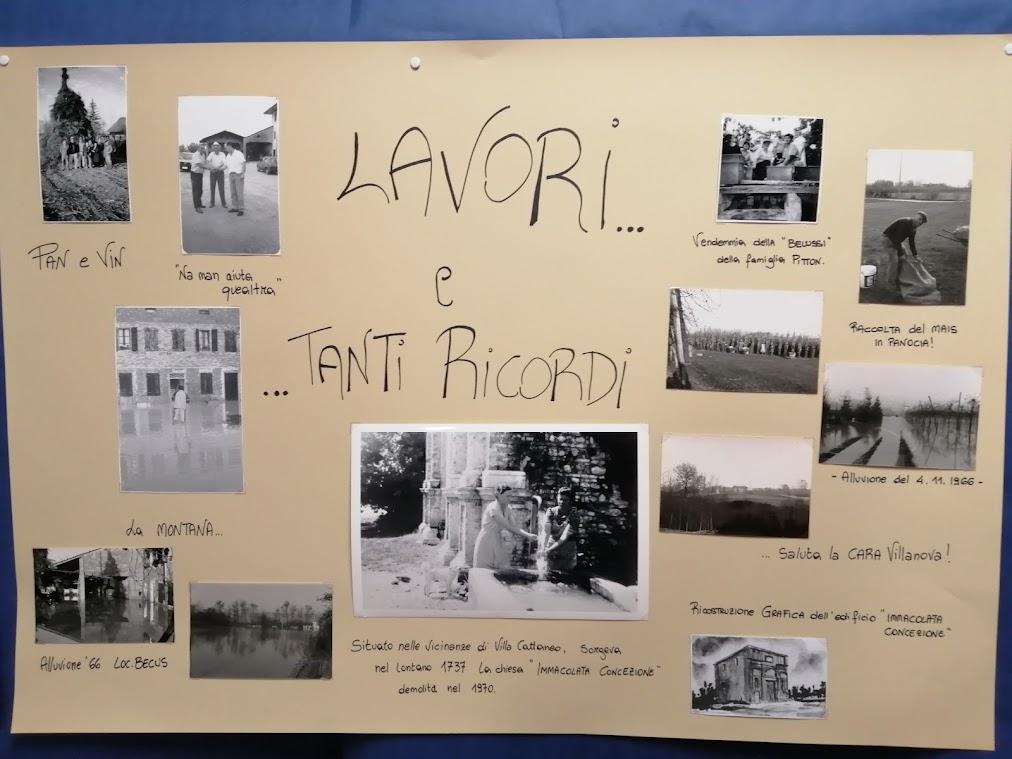 LAVORI...
e
...TANTI RICORDI
PAN e VIN
"Na man aiuta
quealtra"
La MONTANA...
Alluvione '66 LOC. BECUS
Situato nelle vicinanze di Villa Cattaneo, Sorgeva
nel lontano 1737 la chiesa "IMMACOLATA CONCEZIONE"
demolita nel 1970.
Vendemmia della "BELUSSI"
della famiglia PITTON.
RACCOLTA del MAIS
in PANOCIA!
- Alluvione del 4.11.1966 -
... Saluta la CARA Villanova!
RICOSTRUZIONE GRAFICA dell'edificio "IMMACOLATA
CONCEZIONE"